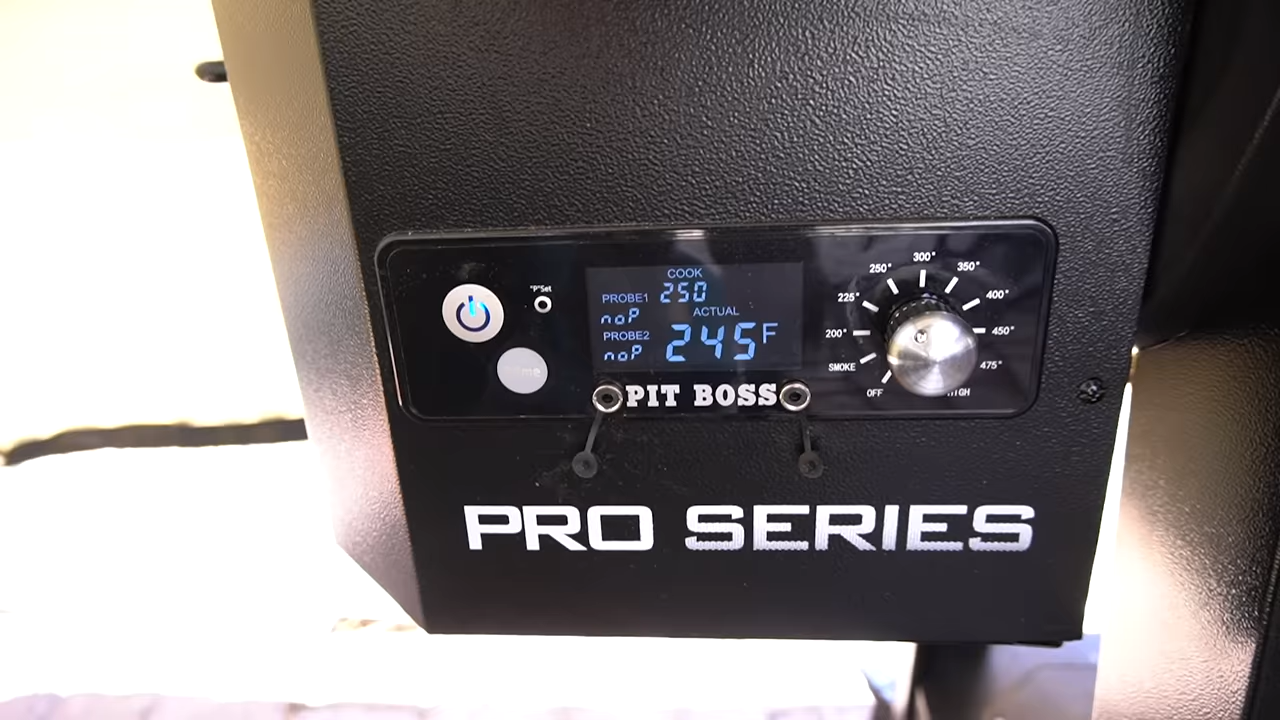 "P"Set
COOK
250
PROBE1
noP
ACTUAL
PROBE2
noP
245F
PIT BOSS
OFF
SMOKE
200°
225°
250°
300°
350°
400°
450°
475°
PRO SERIES